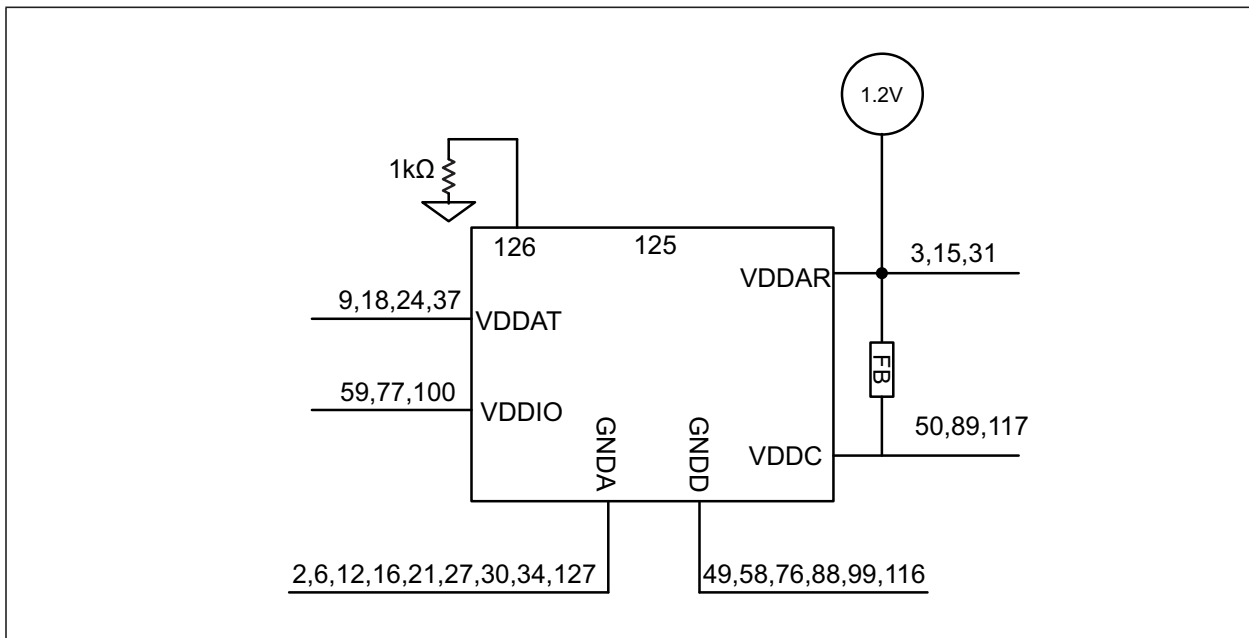 1.2V
1kΩ
126
125
VDDAR
3,15,31
9,18,24,37
VDDAT
FB
59,77,100
VDDIO
GNDA
GNDD
VDDC
50,89,117
2,6,12,16,21,27,30,34,127
49,58,76,88,99,116